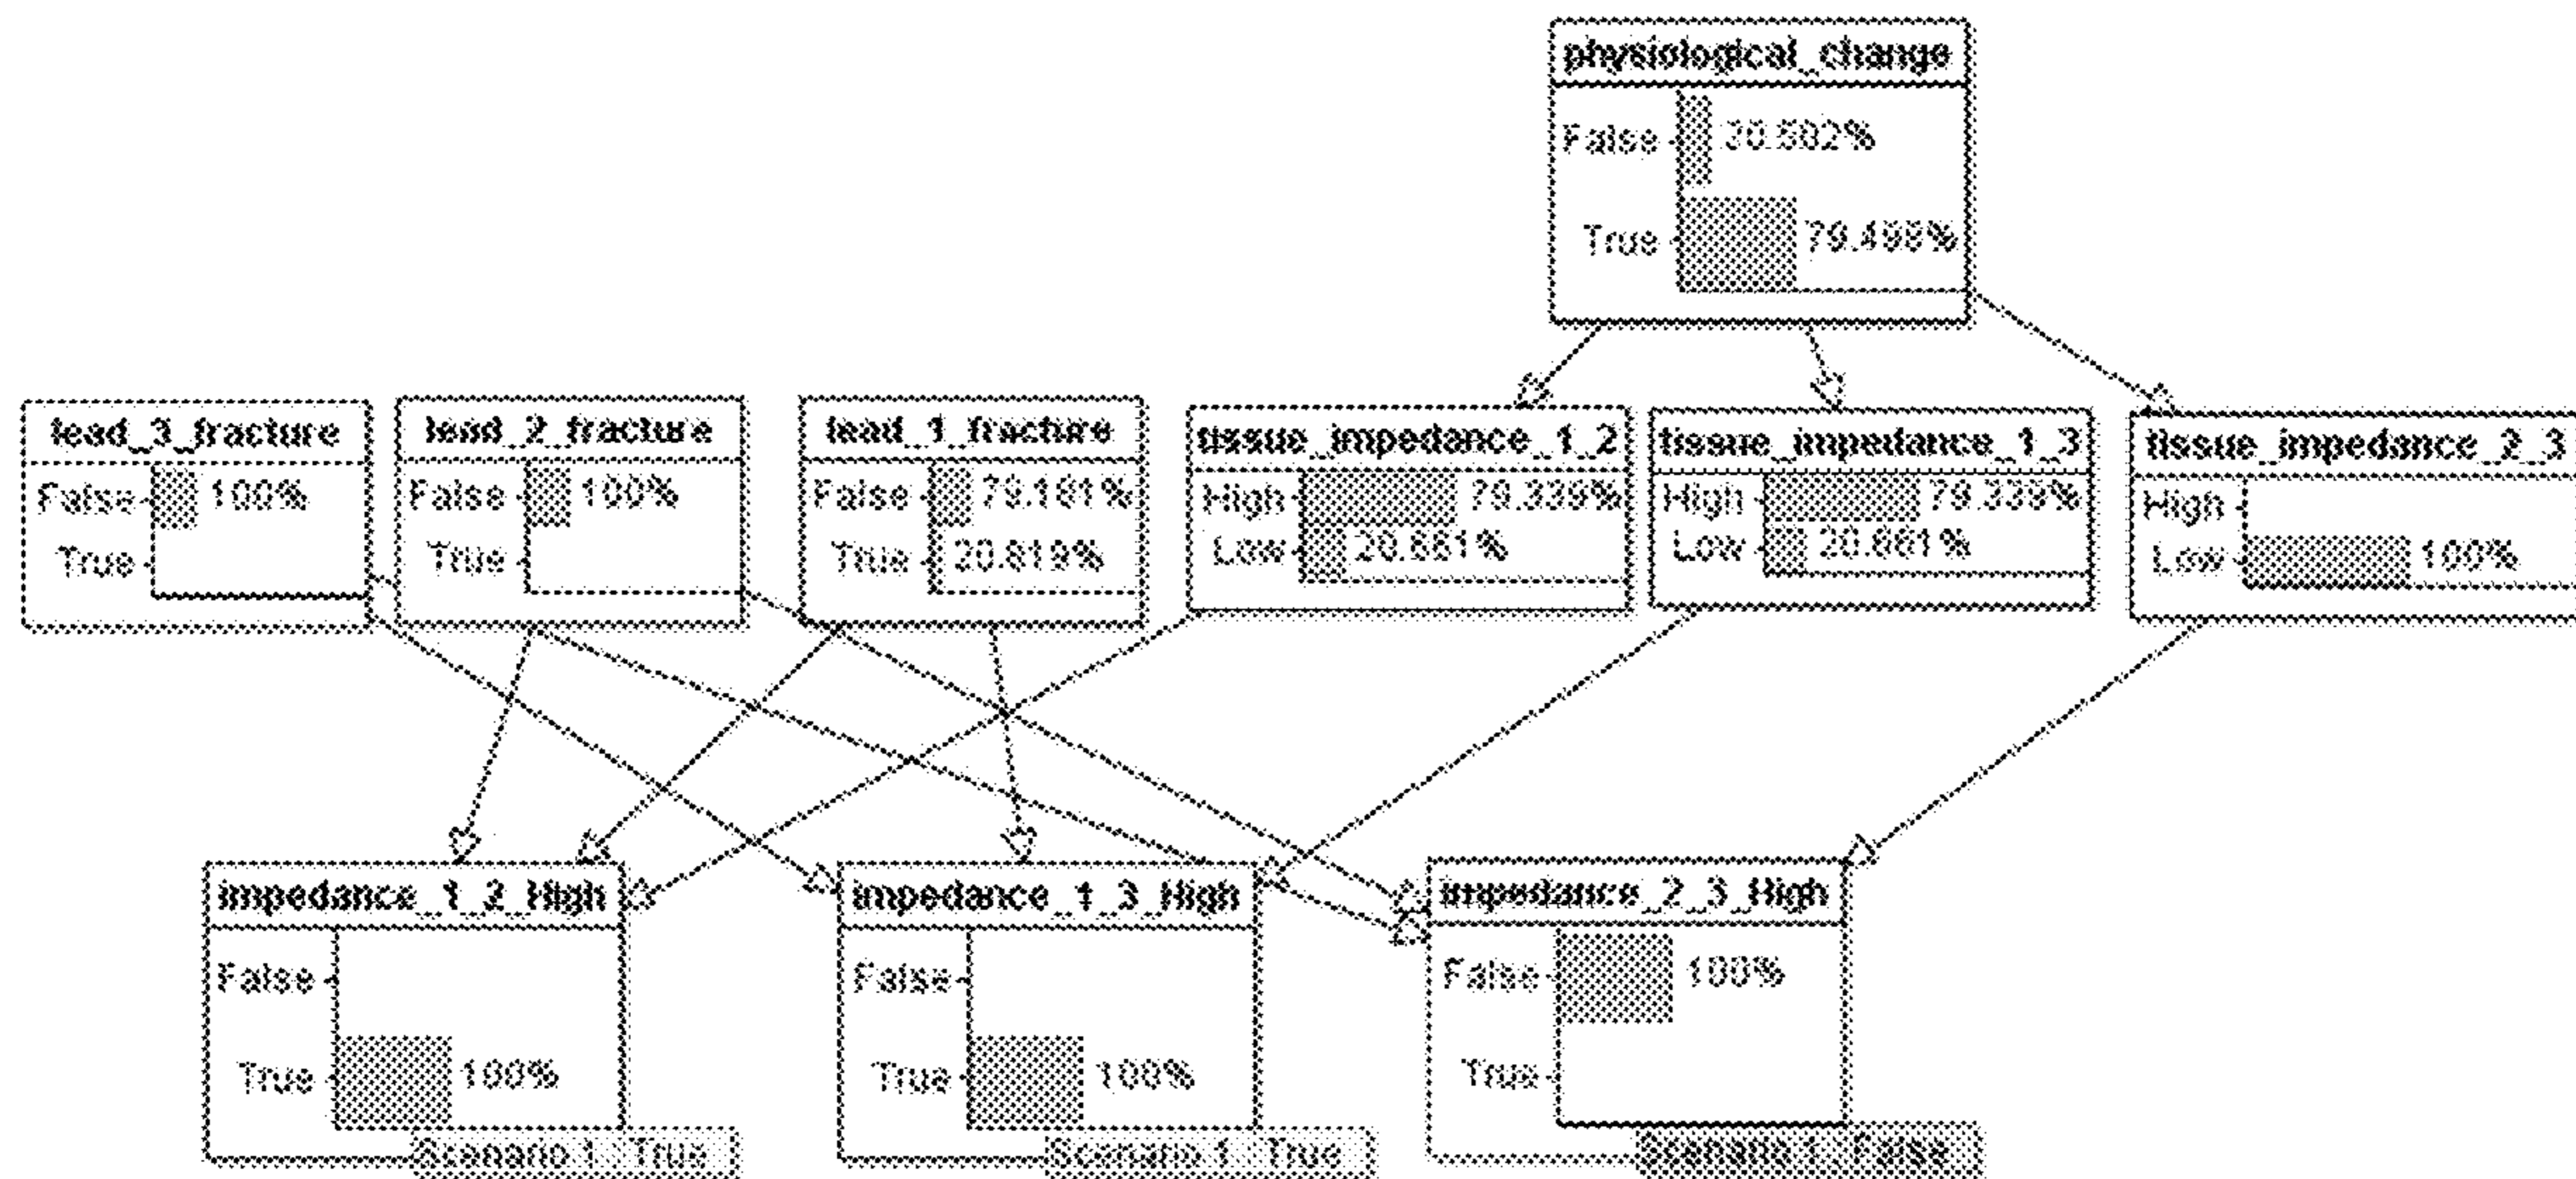 physiological_change
False 20.502%
True 79.498%
lead_3_fracture
False 100%
True
lead_2_fracture
False 100%
True
lead_1_fracture
False 79.181%
True 20.819%
tissue_impedance_1_2
High 79.339%
Low 20.661%
tissue_impedance_1_3
High 79.339%
Low 20.661%
tissue_impedance_2_3
High
Low 100%
impedance_1_2_High
False
True 100%
Scenario 1 : True
impedance_1_3_High
False
True 100%
Scenario 1 : True
impedance_2_3_High
False 100%
True
Scenario 1 : False